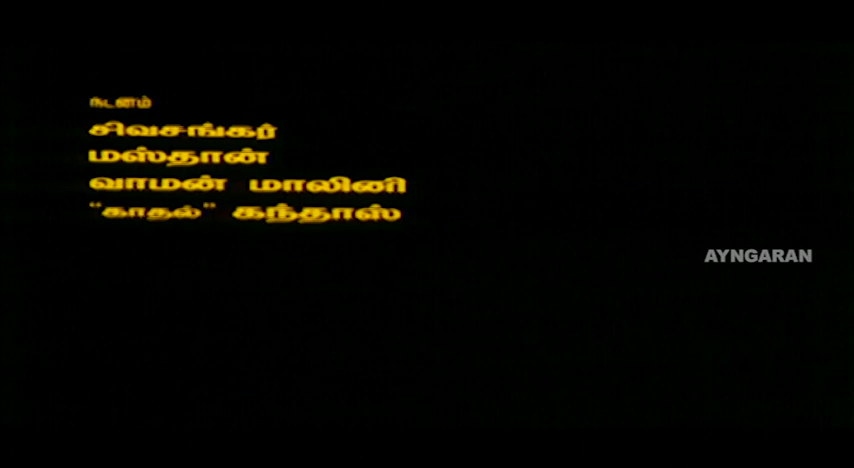 நடனம்
சிவசங்கர்
மஸ்தான்
வாமன் மாலினி
"காதல்" கந்தாஸ்
AYNGARAN